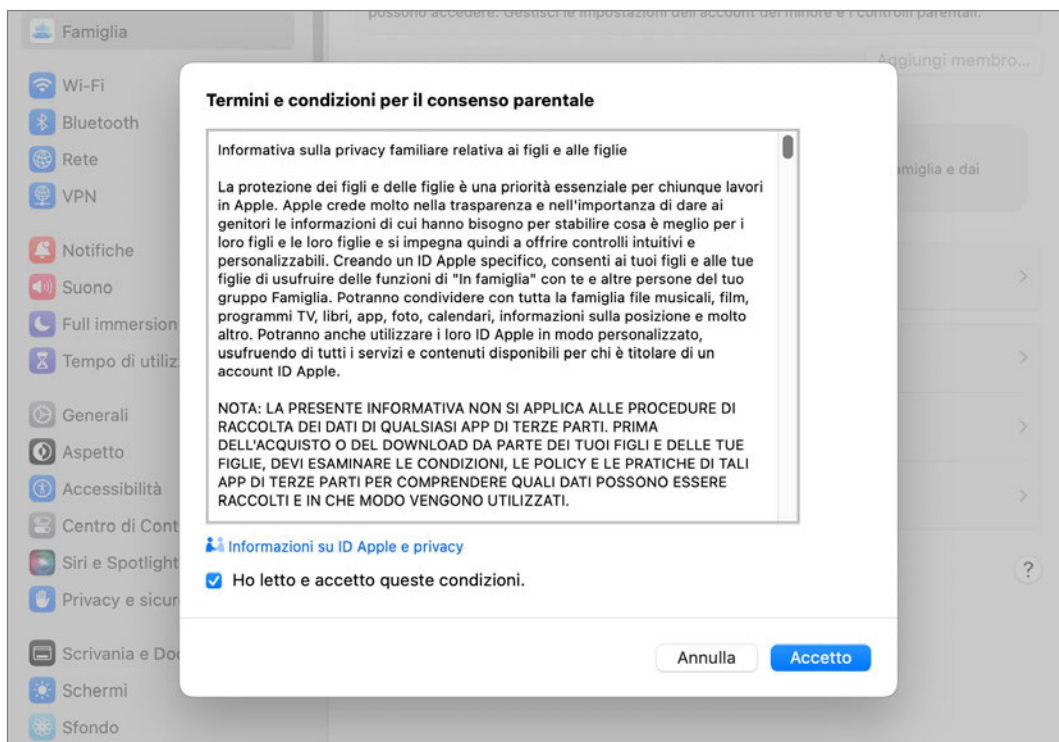 possono accedere. Gestisci le impostazioni dell'account del minore e i controlli parentali.
Famiglia
Aggiungi membro...
Wi-Fi
Bluetooth
Rete
VPN
Notifiche
Suono
Full immersion
Tempo di utiliz
Generali
Aspetto
Accessibilità
Centro di Cont
Siri e Spotlight
Privacy e sicur
Scrivania e Do
Schermi
Sfondo
amiglia e dai
?
Termini e condizioni per il consenso parentale
Informativa sulla privacy familiare relativa ai figli e alle figlie
La protezione dei figli e delle figlie è una priorità essenziale per chiunque lavori
in Apple. Apple crede molto nella trasparenza e nell'importanza di dare ai
genitori le informazioni di cui hanno bisogno per stabilire cosa è meglio per i
loro figli e le loro figlie e si impegna quindi a offrire controlli intuitivi e
personalizzabili. Creando un ID Apple specifico, consenti ai tuoi figli e alle tue
figlie di usufruire delle funzioni di "In famiglia" con te e altre persone del tuo
gruppo Famiglia. Potranno condividere con tutta la famiglia file musicali, film,
programmi TV, libri, app, foto, calendari, informazioni sulla posizione e molto
altro. Potranno anche utilizzare i loro ID Apple in modo personalizzato,
usufruendo di tutti i servizi e contenuti disponibili per chi è titolare di un
account ID Apple.
NOTA: LA PRESENTE INFORMATIVA NON SI APPLICA ALLE PROCEDURE DI
RACCOLTA DEI DATI DI QUALSIASI APP DI TERZE PARTI. PRIMA
DELL'ACQUISTO O DEL DOWNLOAD DA PARTE DEI TUOI FIGLI E DELLE TUE
FIGLIE, DEVI ESAMINARE LE CONDIZIONI, LE POLICY E LE PRATICHE DI TALI
APP DI TERZE PARTI PER COMPRENDERE QUALI DATI POSSONO ESSERE
RACCOLTI E IN CHE MODO VENGONO UTILIZZATI.
Informazioni su ID Apple e privacy
Ho letto e accetto queste condizioni.
Annulla
Accetto